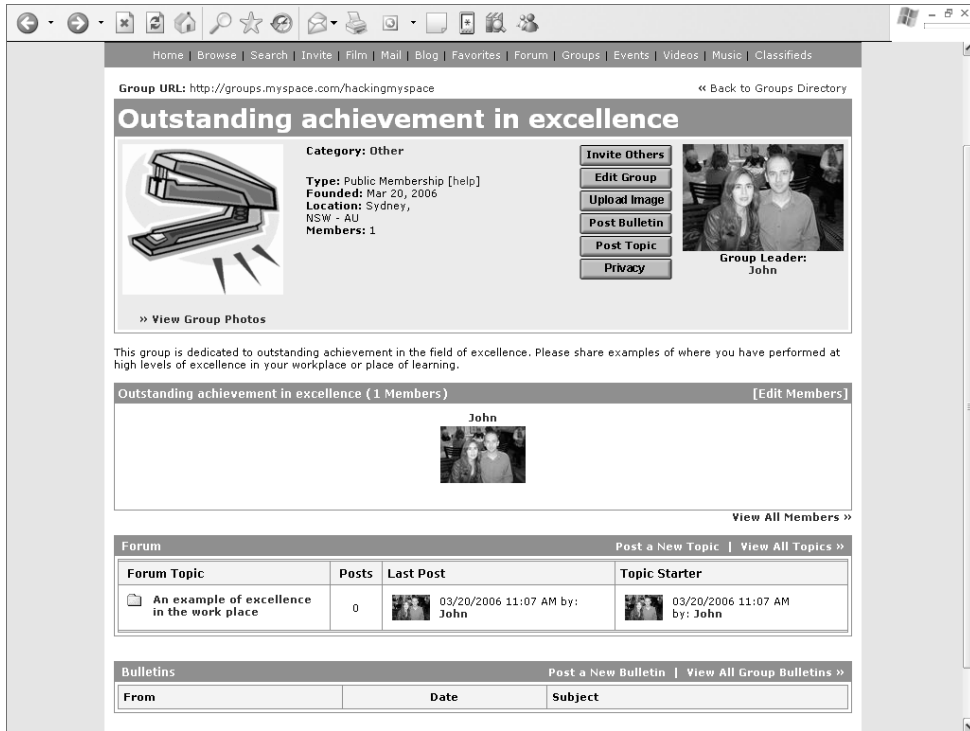 Home | Browse | Search | Invite | Film | Mail | Blog | Favorites | Forum | Groups | Events | Videos | Music | Classifieds
Group URL: http://groups.myspace.com/hackingmyspace
‹‹ Back to Groups Directory
Outstanding achievement in excellence
Category: Other
Type: Public Membership [help]
Founded: Mar 20, 2006
Location: Sydney,
NSW - AU
Members: 1
Invite Others
Edit Group
Upload Image
Post Bulletin
Post Topic
Privacy
Group Leader:
John
›› View Group Photos
This group is dedicated to outstanding achievement in the field of excellence. Please share examples of where you have performed at
high levels of excellence in your workplace or place of learning.
Outstanding achievement in excellence (1 Members) [Edit Members]
John
View All Members ››
Forum Post a New Topic | View All Topics ››
Forum Topic Posts Last Post Topic Starter
An example of excellence
in the work place
0
03/20/2006 11:07 AM by:
John
03/20/2006 11:07 AM
by: John
Bulletins Post a New Bulletin | View All Group Bulletins ››
From Date Subject